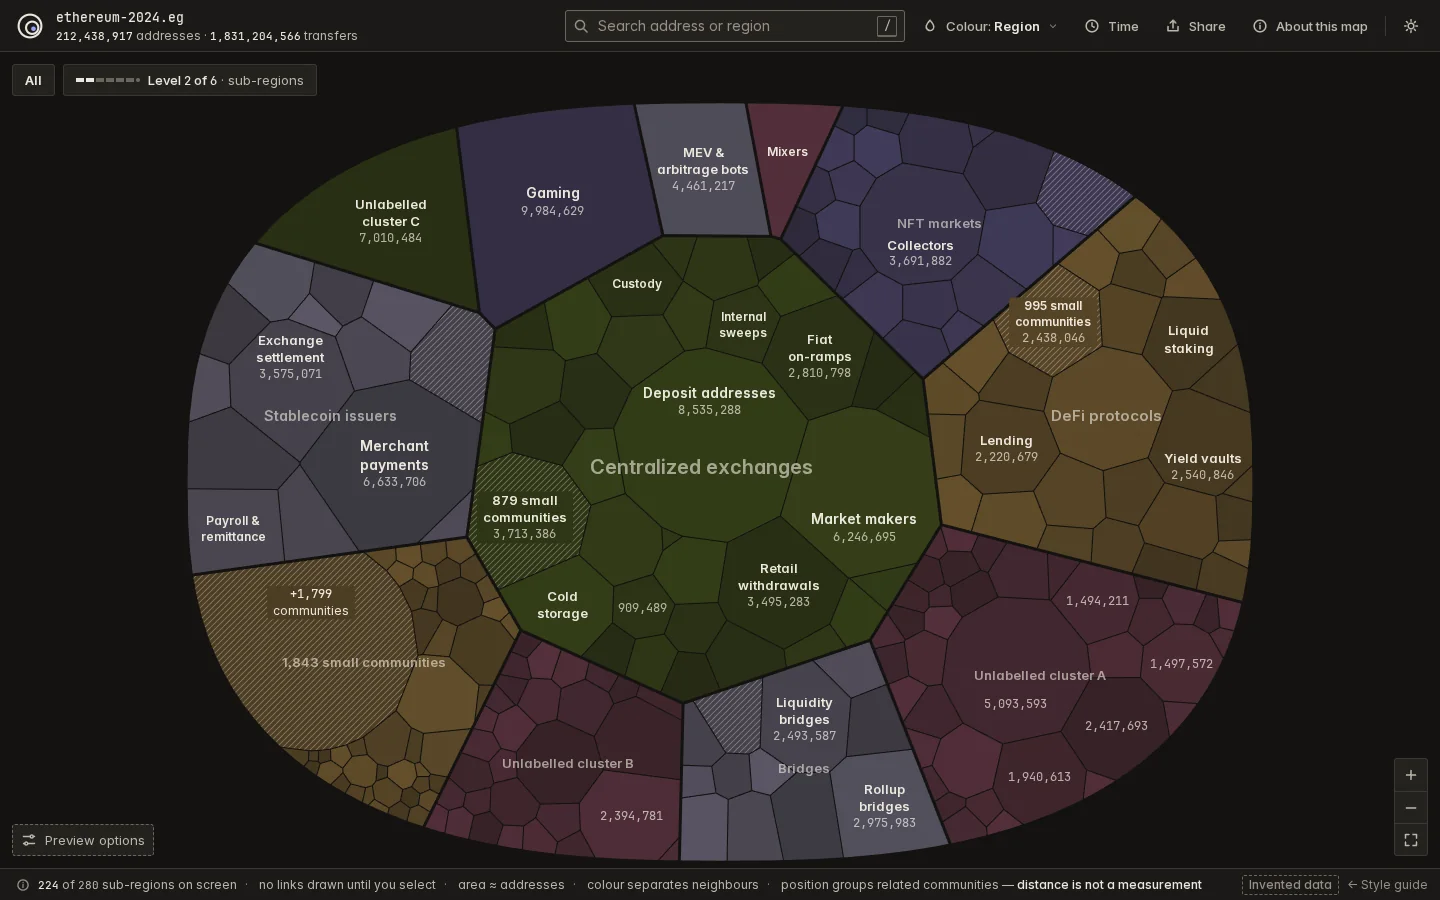 ethereum-2024.eg
212,438,917 addresses · 1,831,204,566 transfers
Search address or region
/
Colour: Region
Time
Share
About this map
All
Level 2 of 6 · sub-regions
MEV &
arbitrage bots
4,461,217
Mixers
Gaming
9,984,629
Unlabelled
cluster C
7,010,484
NFT markets
Collectors
3,691,882
Custody
Internal
sweeps
Fiat
on-ramps
2,810,798
995 small
communities
2,438,046
Liquid
staking
Exchange
settlement
3,575,071
Stablecoin issuers
Merchant
payments
6,633,706
Payroll &
remittance
Deposit addresses
8,535,288
Centralized exchanges
DeFi protocols
Lending
2,220,679
Yield vaults
2,540,846
879 small
communities
3,713,386
Market makers
6,246,695
Retail
withdrawals
3,495,283
Cold
storage
909,489
+1,799
communities
1,843 small communities
1,494,211
1,497,572
Unlabelled cluster A
5,093,593
2,417,693
1,940,613
Liquidity
bridges
2,493,587
Bridges
Rollup
bridges
2,975,983
Unlabelled cluster B
2,394,781
+
−
Preview options
224 of 280 sub-regions on screen · no links drawn until you select · area ≈ addresses · colour separates neighbours · position groups related communities — distance is not a measurement
Invented data
← Style guide